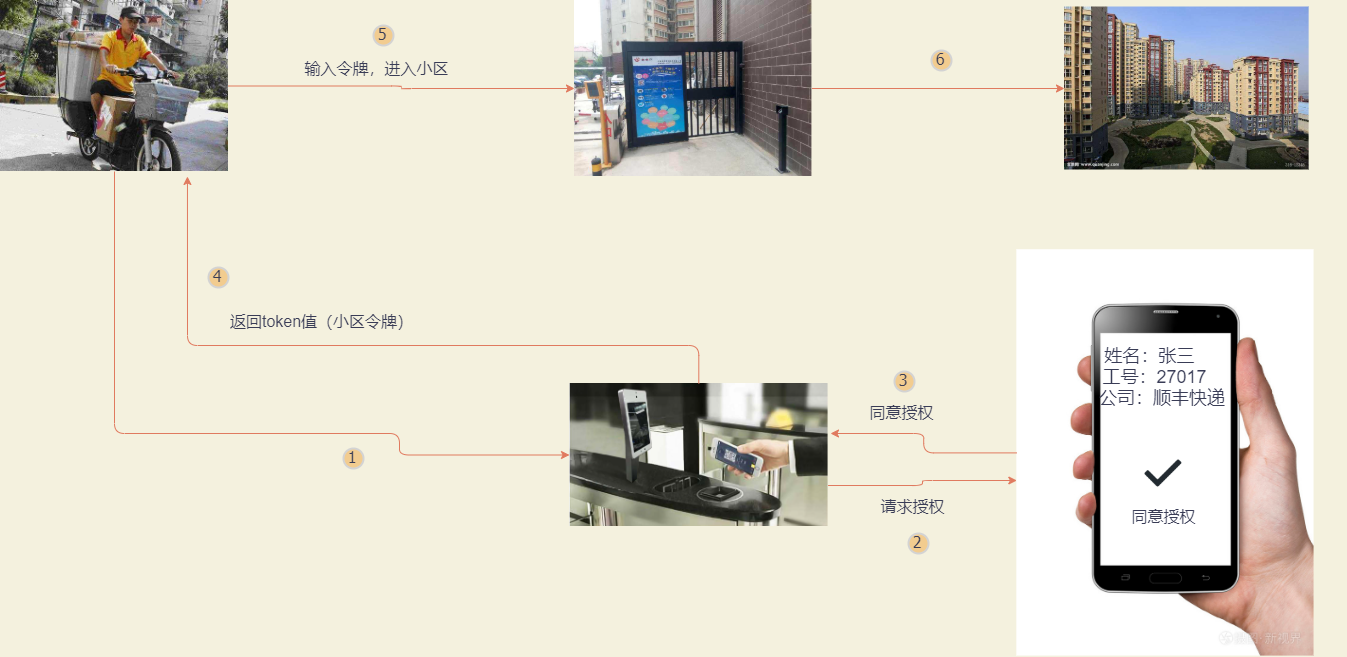 5
输入令牌，进入小区
6
4
返回token值（小区令牌）
1
3
同意授权
请求授权
2
姓名：张三
工号：27017
公司：顺丰快递
同意授权